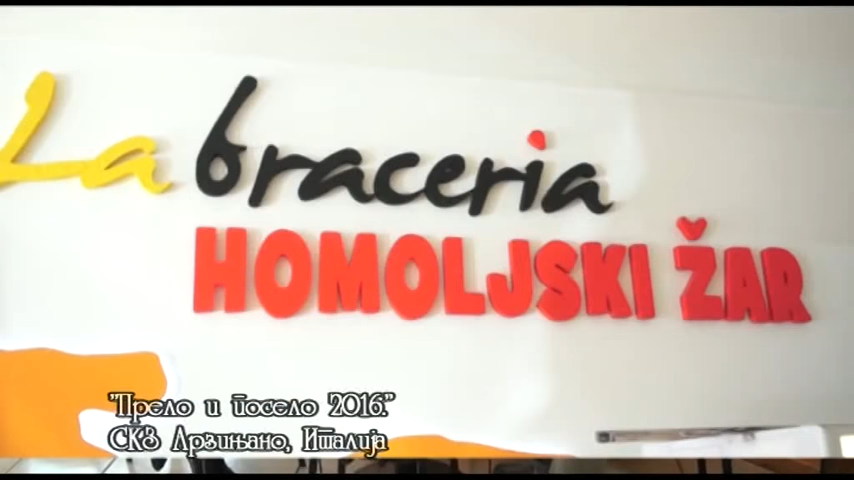 La braceria
HOMOLJSKI ŽAR
"Прело и посело 2016."
СКЗ Арзињано, Италија